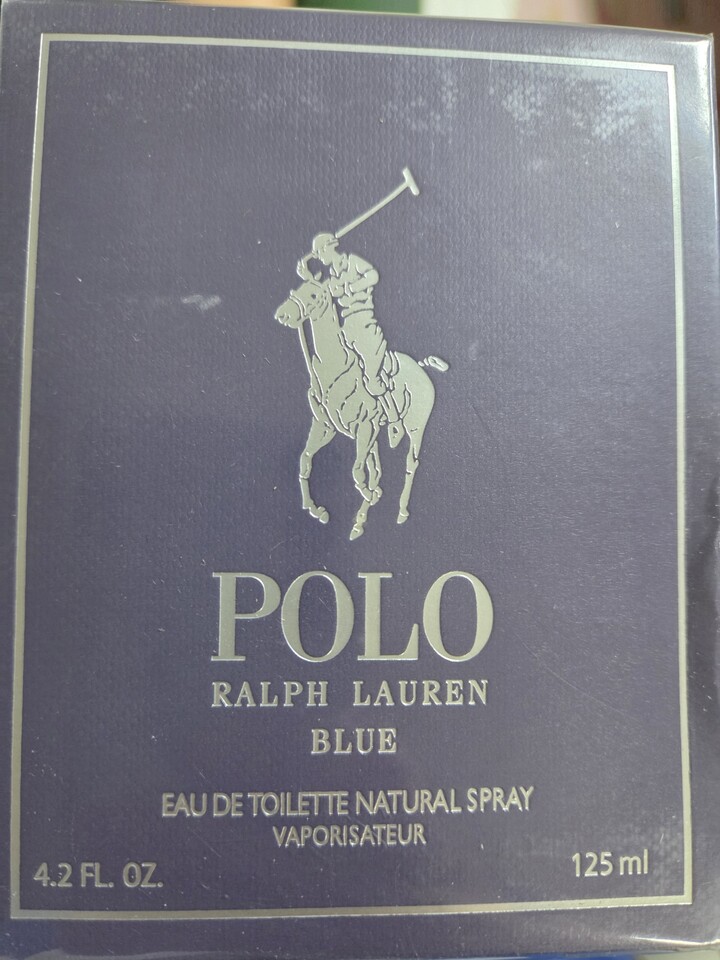 POLO
RALPH LAUREN
BLUE
EAU DE TOILETTE NATURAL SPRAY
VAPORISATEUR
4.2 FL. OZ. 125 ml